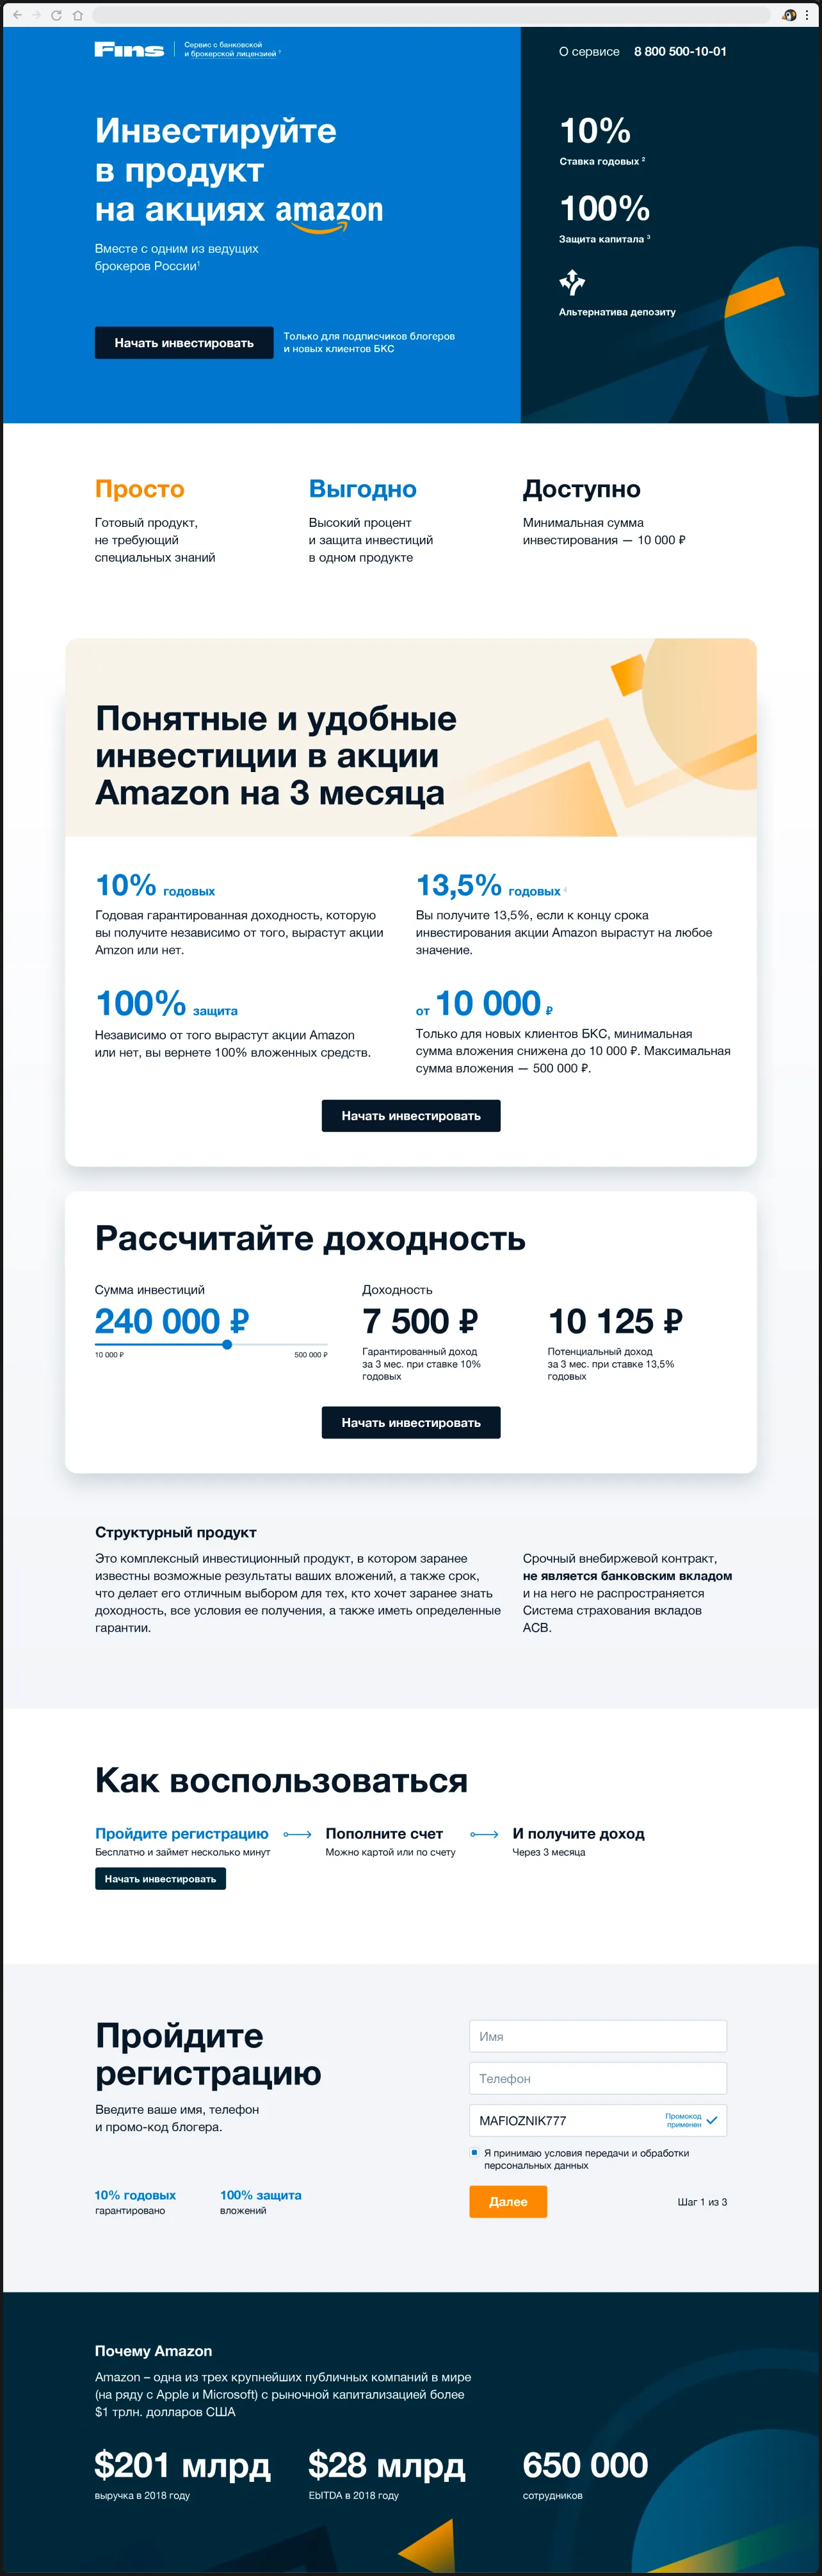 Fins
Сервис с банковской
и брокерской лицензией ⁷
О сервисе
8 800 500-10-01
Инвестируйте
в продукт
на акциях amazon
Вместе с одним из ведущих
брокеров России¹
Начать инвестировать
Только для подписчиков блогеров
и новых клиентов БКС
10%
Ставка годовых ²
100%
Защита капитала ³
Альтернатива депозиту
Просто
Готовый продукт,
не требующий
специальных знаний
Выгодно
Высокий процент
и защита инвестиций
в одном продукте
Доступно
Минимальная сумма
инвестирования — 10 000 ₽
Понятные и удобные
инвестиции в акции
Amazon на 3 месяца
10% годовых
Годовая гарантированная доходность, которую
вы получите независимо от того, вырастут акции
Amzon или нет.
13,5% годовых ⁴
Вы получите 13,5%, если к концу срока
инвестирования акции Amazon вырастут на любое
значение.
100% защита
Независимо от того вырастут акции Amazon
или нет, вы вернете 100% вложенных средств.
от 10 000 ₽
Только для новых клиентов БКС, минимальная
сумма вложения снижена до 10 000 ₽. Максимальная
сумма вложения — 500 000 ₽.
Начать инвестировать
Рассчитайте доходность
Сумма инвестиций
240 000 ₽
10 000 ₽
500 000 ₽
Доходность
7 500 ₽
Гарантированный доход
за 3 мес. при ставке 10%
годовых
10 125 ₽
Потенциальный доход
за 3 мес. при ставке 13,5%
годовых
Начать инвестировать
Структурный продукт
Это комплексный инвестиционный продукт, в котором заранее
известны возможные результаты ваших вложений, а также срок,
что делает его отличным выбором для тех, кто хочет заранее знать
доходность, все условия ее получения, а также иметь определенные
гарантии.
Срочный внебиржевой контракт,
не является банковским вкладом
и на него не распространяется
Система страхования вкладов
АСВ.
Как воспользоваться
Пройдите регистрацию
Бесплатно и займет несколько минут
Начать инвестировать
Пополните счет
Можно картой или по счету
И получите доход
Через 3 месяца
Пройдите
регистрацию
Введите ваше имя, телефон
и промо-код блогера.
10% годовых
гарантировано
100% защита
вложений
Имя
Телефон
MAFIOZNIK777
Промокод
применен
Я принимаю условия передачи и обработки
персональных данных
Далее
Шаг 1 из 3
Почему Amazon
Amazon – одна из трех крупнейших публичных компаний в мире
(на ряду с Apple и Microsoft) с рыночной капитализацией более
$1 трлн. долларов США
$201 млрд
выручка в 2018 году
$28 млрд
EbITDA в 2018 году
650 000
сотрудников